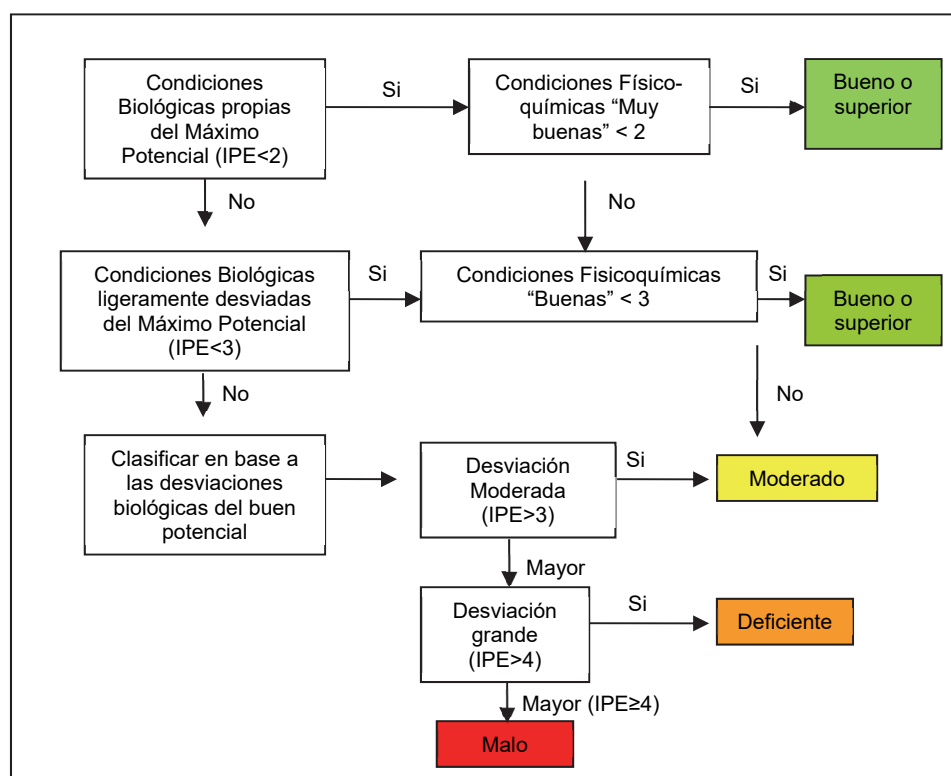 Condiciones
Biológicas propias
del Máximo
Potencial (IPE<2)
Si
Condiciones Físico-
químicas “Muy
buenas” < 2
Si
Bueno o
superior
No
No
Condiciones Biológicas
ligeramente desviadas
del Máximo Potencial
(IPE<3)
Si
Condiciones Fisicoquímicas
“Buenas” < 3
Si
Bueno o
superior
No
No
Clasificar en base a
las desviaciones
biológicas del buen
potencial
Desviación
Moderada
(IPE>3)
Si
Moderado
Mayor
Desviación
grande
(IPE>4)
Si
Deficiente
Mayor (IPE≥4)
Malo